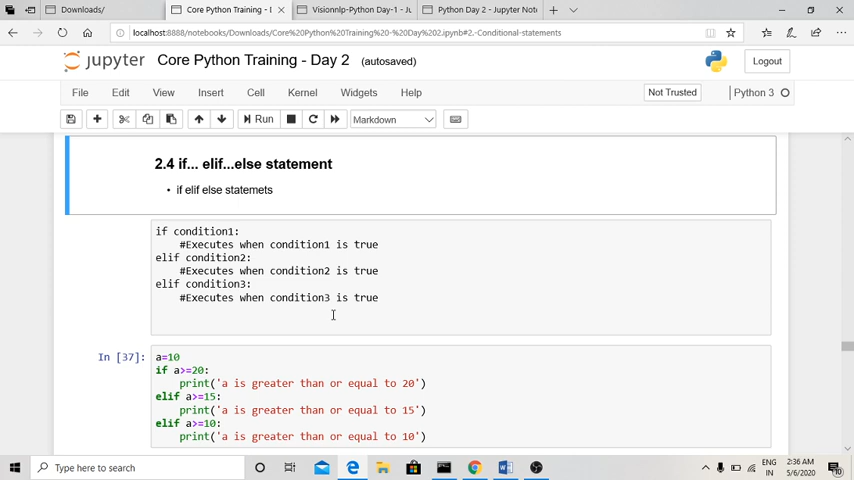 Downloads/
Core Python Training - D
Visionnlp-Python Day-1 - Ju
Python Day 2 - Jupyter Note
localhost:8888/notebooks/Downloads/Core%20Python%20Training%20-%20Day%202.ipynb#2.-Conditional-statements
jupyter Core Python Training - Day 2 (autosaved)
Logout
File Edit View Insert Cell Kernel Widgets Help
Not Trusted
Python 3
Run
Markdown
2.4 if... elif...else statement
• if elif else statemets
if condition1:
#Executes when condition1 is true
elif condition2:
#Executes when condition2 is true
elif condition3:
#Executes when condition3 is true
In [37]:
a=10
if a>=20:
print('a is greater than or equal to 20')
elif a>=15:
print('a is greater than or equal to 15')
elif a>=10:
print('a is greater than or equal to 10')
Type here to search
ENG
IN
2:36 AM
5/6/2020